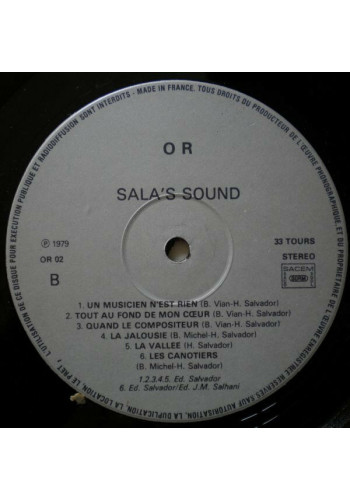 L'UTILISATION DE CE DISQUE POUR EXECUTION PUBLIQUE ET RADIODIFFUSION SONT INTERDITS - MADE IN FRANCE. TOUS DROITS DU PRODUCTEUR DE L'ŒUVRE PHONOGRAPHIQUE ET DU PROPRIETAIRE DE L'ŒUVRE ENREGISTREE RESERVES SAUF AUTORISATION, LA DUPLICATION, LA LOCATION, LE PRET,
OR
SALA'S SOUND
℗ 1979
OR 02
B
33 TOURS
STEREO
SACEM
1. UN MUSICIEN N'EST RIEN (B. Vian-H. Salvador)
2. TOUT AU FOND DE MON CŒUR (B. Vian-H. Salvador)
3. QUAND LE COMPOSITEUR (B. Vian-H. Salvador)
4. LA JALOUSIE (B. Michel-H. Salvador)
5. LA VALLEE (H. Salvador)
6. LES CANOTIERS
(B. Michel-H. Salvador)
1.2.3.4.5. Ed. Salvador
6. Ed. Salvador/Ed. J.M. Salhani